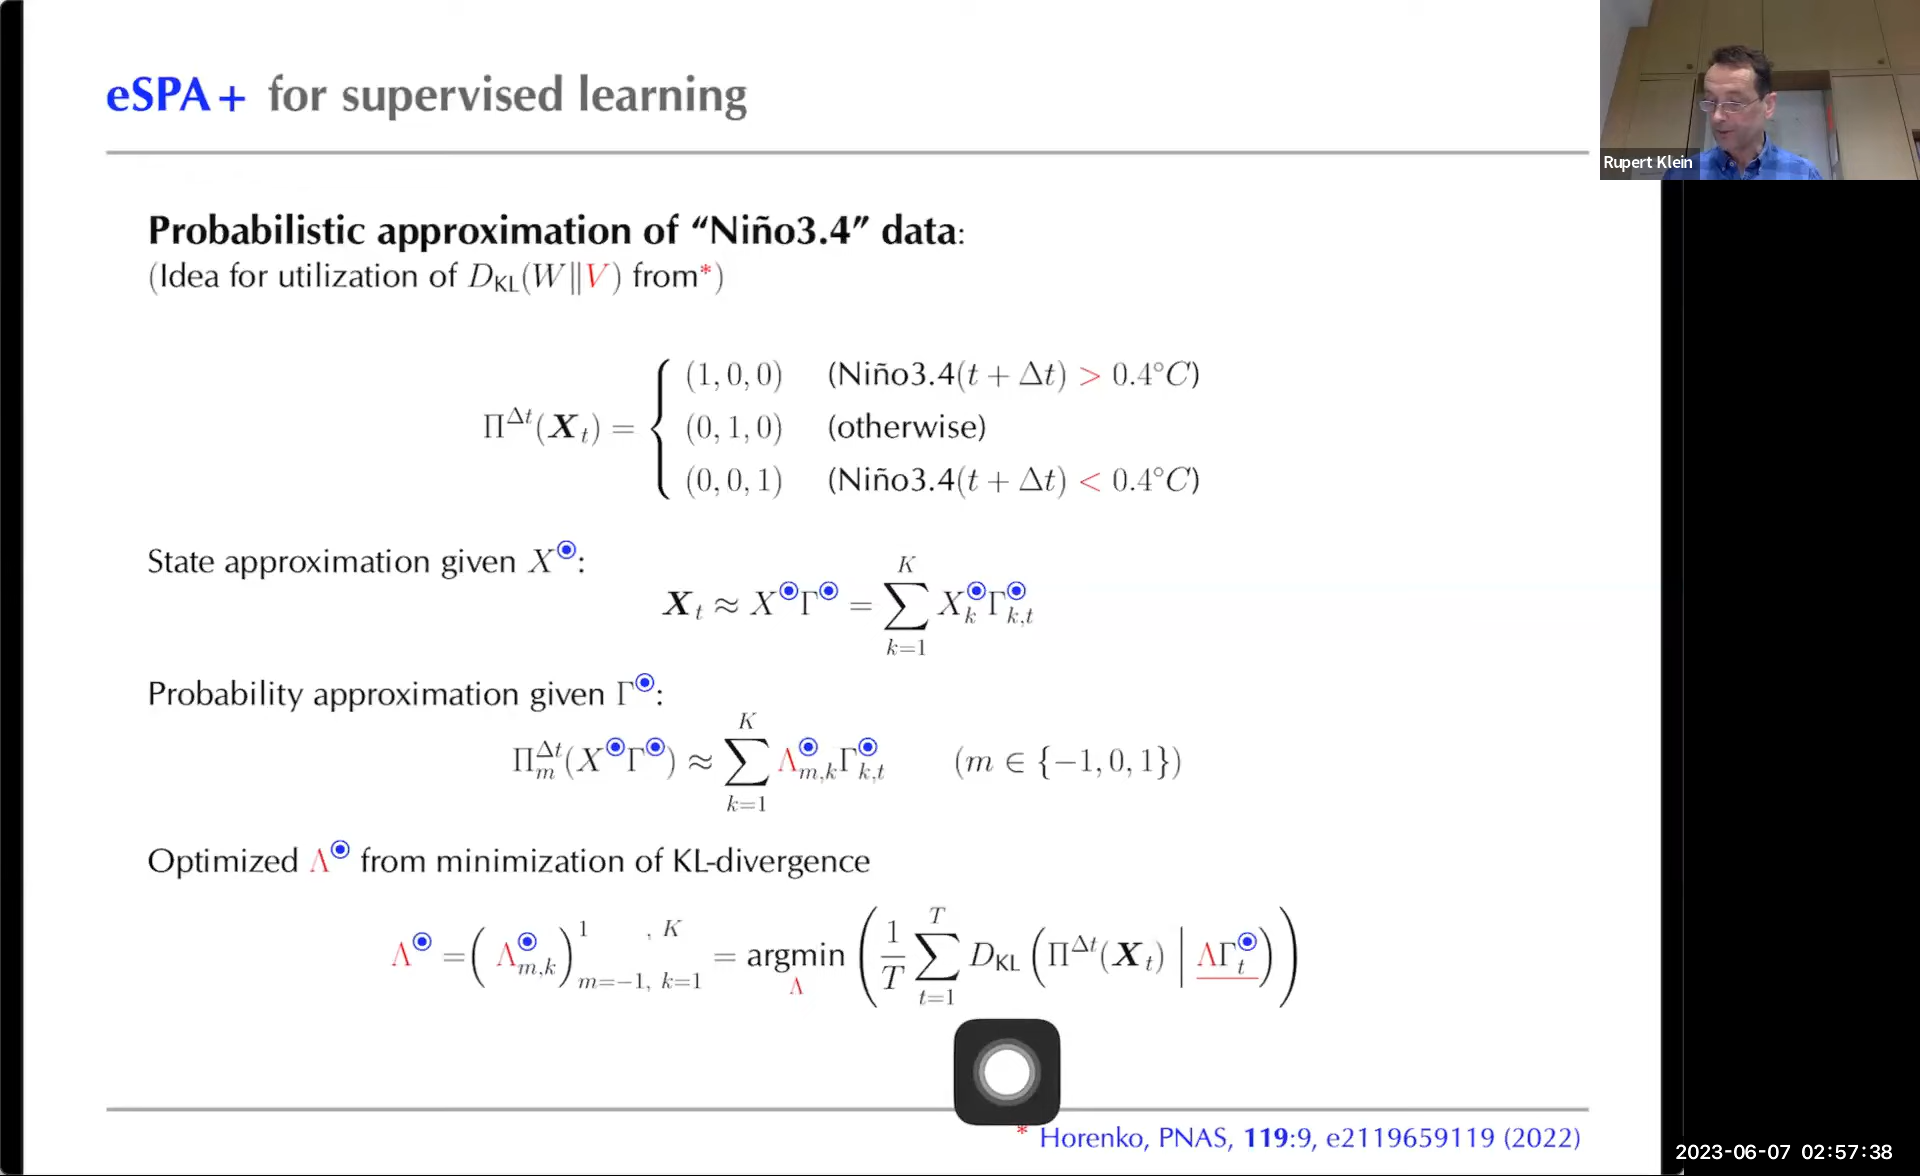 eSPA+ for supervised learning
Rupert Klein
Probabilistic approximation of “Niño3.4” data:
(Idea for utilization of D_KL(W‖V) from*)
(1, 0, 0) (Niño3.4(t + Δt) > 0.4°C)
Π^Δt(X_t) = { (0, 1, 0) (otherwise)
(0, 0, 1) (Niño3.4(t + Δt) < 0.4°C)
State approximation given X^⦿:
X_t ≈ X^⦿Γ^⦿ = ∑_{k=1}^{K} X_k^⦿ Γ_{k,t}^⦿
Probability approximation given Γ^⦿:
Π_m^Δt(X^⦿Γ^⦿) ≈ ∑_{k=1}^{K} Λ_{m,k}^⦿ Γ_{k,t}^⦿ (m ∈ {−1, 0, 1})
Optimized Λ^⦿ from minimization of KL-divergence
Λ^⦿ = (Λ_{m,k}^⦿)_{m=−1, k=1}^{1, K} = argmin_Λ (1/T ∑_{t=1}^{T} D_KL (Π^Δt(X_t) | ΛΓ_t^⦿))
* Horenko, PNAS, 119:9, e2119659119 (2022)
2023-06-07 02:57:38